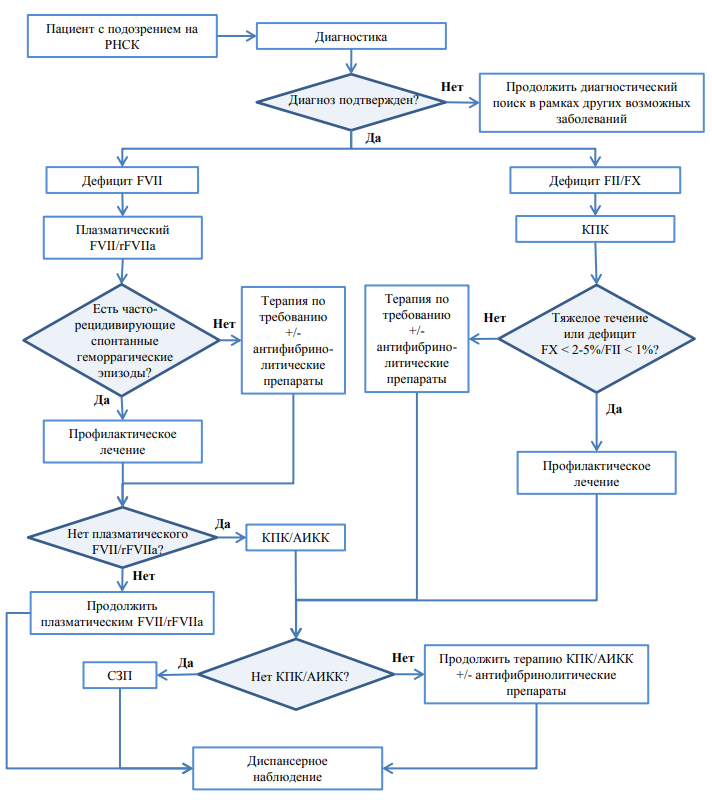 Пациент с подозрением на
РНСК
Диагностика
Диагноз подтвержден?
Нет
Продолжить диагностический
поиск в рамках других возможных
заболеваний
Да
Дефицит FVII
Дефицит FII/FX
Плазматический
FVII/rFVIIa
КПК
Есть часто-
рецидивирующие
спонтанные
геморрагические
эпизоды?
Нет
Терапия по
требованию
+/-
антифибрино-
литические
препараты
Терапия по
требованию
+/-
антифибрино-
литические
препараты
Нет
Тяжелое течение
или дефицит
FX < 2-5%/FII < 1%?
Да
Да
Профилактическое
лечение
Профилактическое
лечение
Нет плазматического
FVII/rFVIIa?
Да
КПК/АИКК
Нет
Продолжить
плазматическим FVII/rFVIIa
Нет КПК/АИКК?
Да
СЗП
Нет
Продолжить терапию КПК/АИКК
+/- антифибринолитические
препараты
Диспансерное
наблюдение